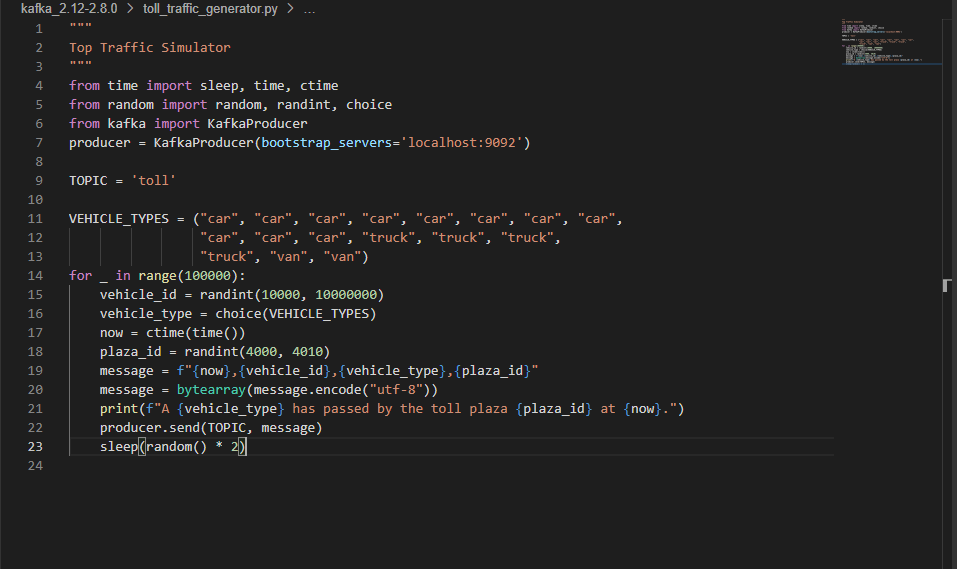 kafka_2.12-2.8.0 > toll_traffic_generator.py > ...
1 """
2 Top Traffic Simulator
3 """
4 from time import sleep, time, ctime
5 from random import random, randint, choice
6 from kafka import KafkaProducer
7 producer = KafkaProducer(bootstrap_servers='localhost:9092')
8
9 TOPIC = 'toll'
10
11 VEHICLE_TYPES = ("car", "car", "car", "car", "car", "car", "car", "car",
12                  "car", "car", "car", "truck", "truck", "truck",
13                  "truck", "van", "van")
14 for _ in range(100000):
15     vehicle_id = randint(10000, 10000000)
16     vehicle_type = choice(VEHICLE_TYPES)
17     now = ctime(time())
18     plaza_id = randint(4000, 4010)
19     message = f"{now},{vehicle_id},{vehicle_type},{plaza_id}"
20     message = bytearray(message.encode("utf-8"))
21     print(f"A {vehicle_type} has passed by the toll plaza {plaza_id} at {now}.")
22     producer.send(TOPIC, message)
23     sleep(random() * 2)
24